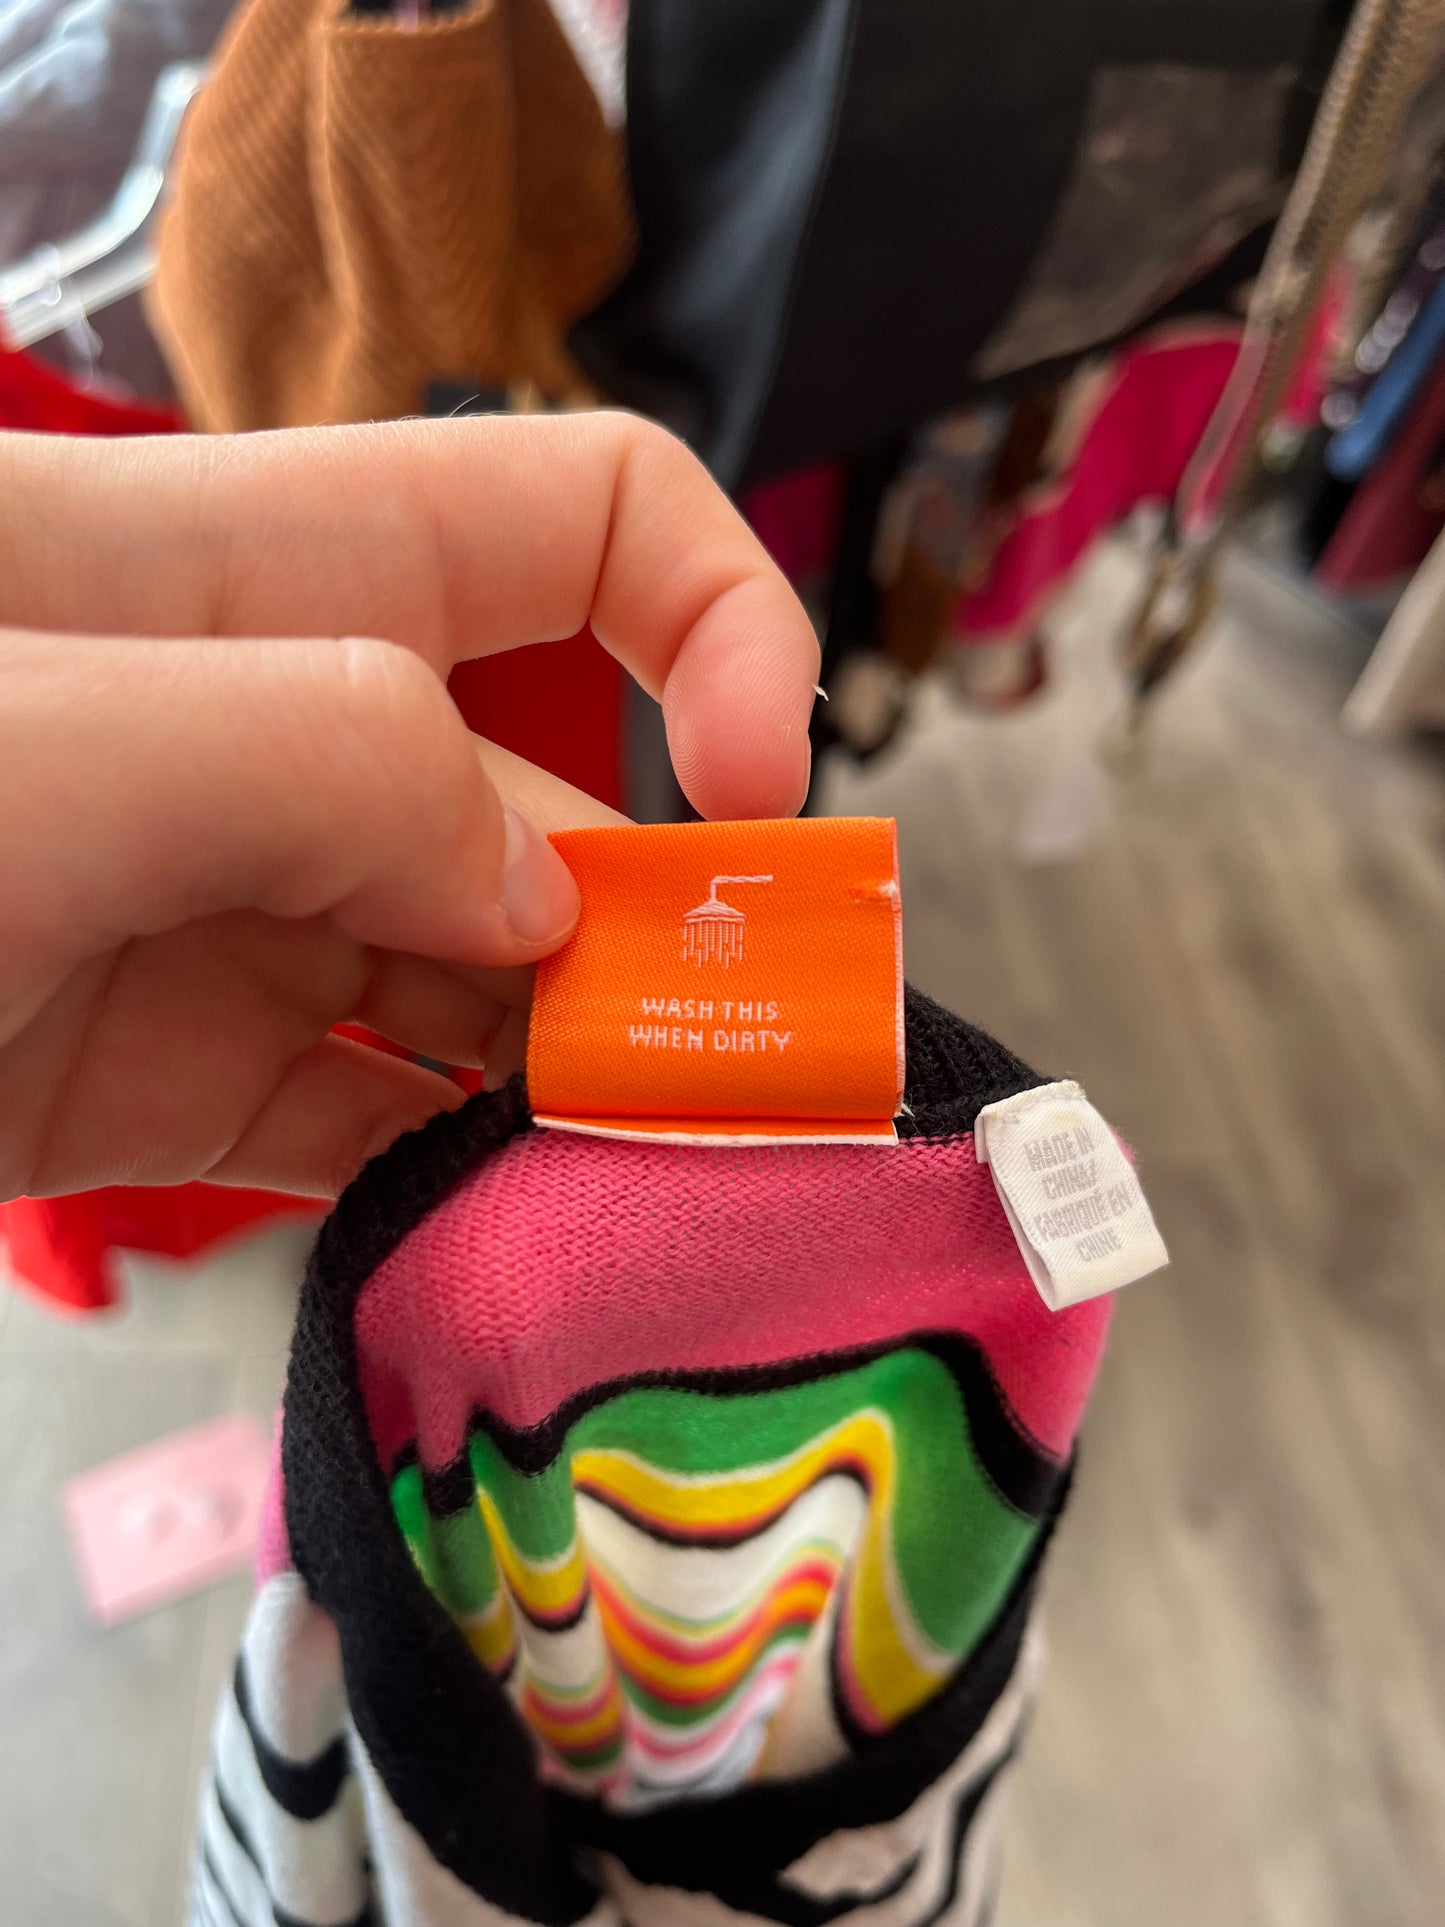 WASH THIS
WHEN DIRTY
MADE IN
CHINA/
FABRIQUÉ EN
CHINE